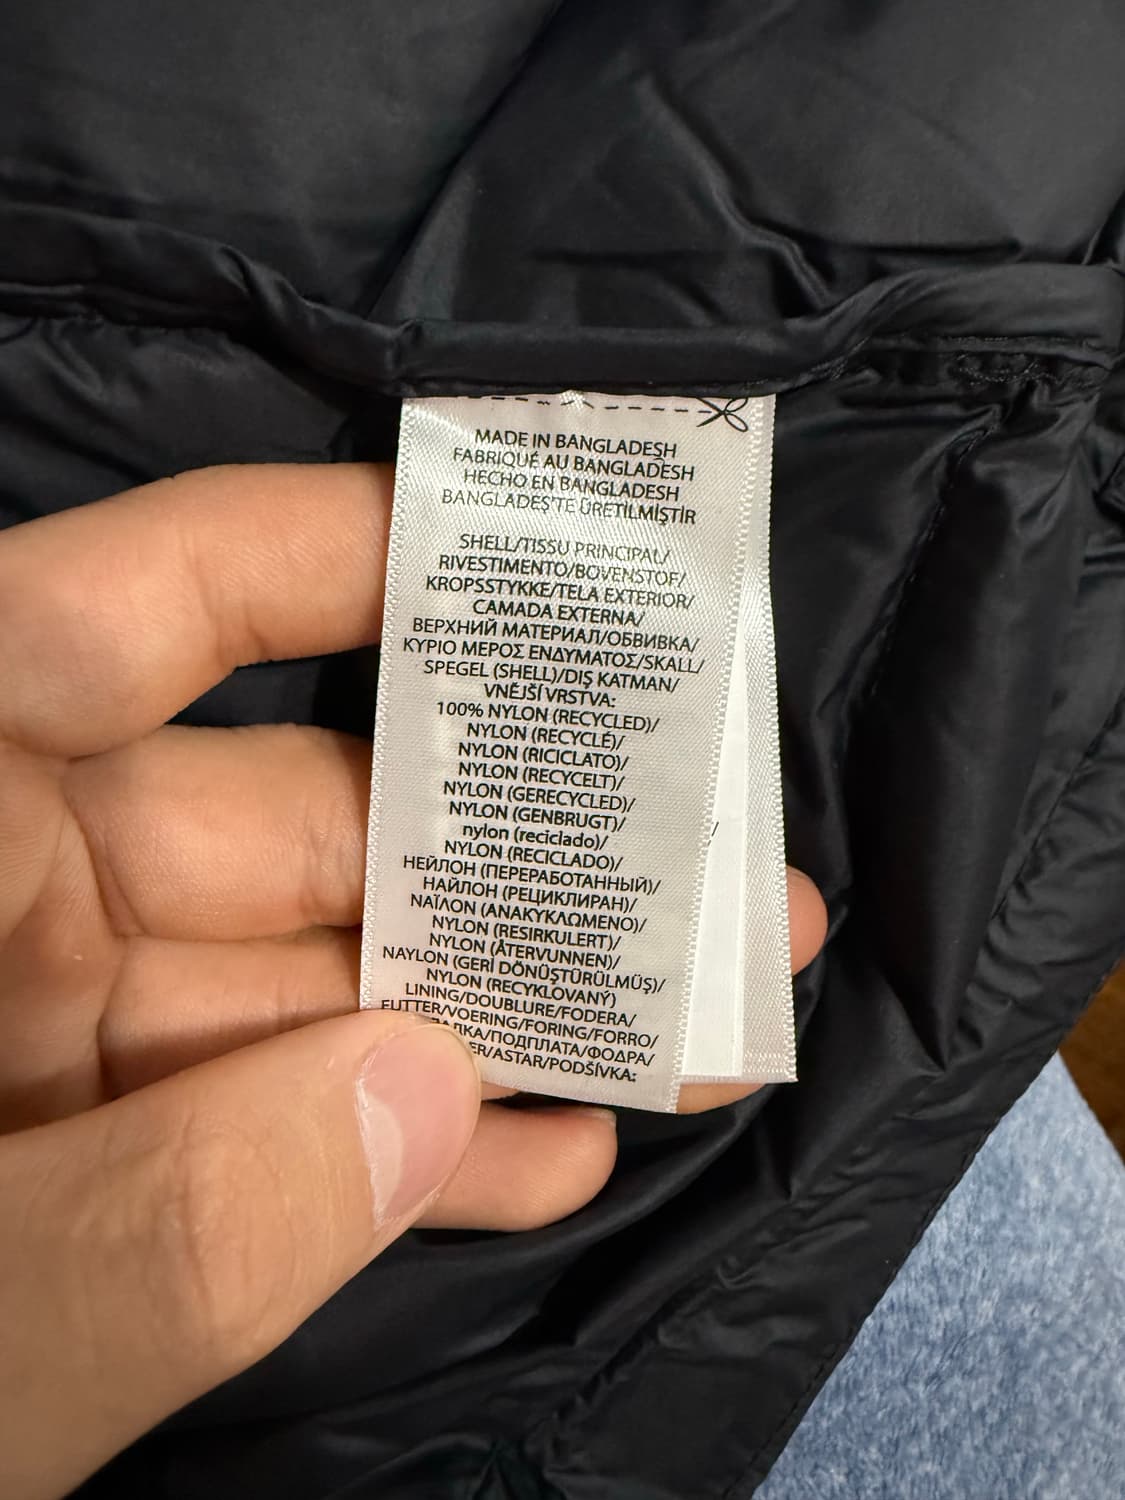 MADE IN BANGLADESH
FABRIQUÉ AU BANGLADESH
HECHO EN BANGLADESH
BANGLADEŞ'TE ÜRETİLMİŞTİR
SHELL/TISSU PRINCIPAL/
RIVESTIMENTO/BOVENSTOF/
KROPSSTYKKE/TELA EXTERIOR/
CAMADA EXTERNA/
ВЕРХНИЙ МАТЕРИАЛ/ОБВИВКА/
ΚΥΡΙΟ ΜΕΡΟΣ ΕΝΔΥΜΑΤΟΣ/SKALL/
SPEGEL (SHELL)/DIŞ KATMAN/
VNĚJŠÍ VRSTVA:
100% NYLON (RECYCLED)/
NYLON (RECYCLÉ)/
NYLON (RICICLATO)/
NYLON (RECYCELT)/
NYLON (GERECYCLED)/
NYLON (GENBRUGT)/
nylon (reciclado)/
NYLON (RECICLADO)/
НЕЙЛОН (ПЕРЕРАБОТАННЫЙ)/
НАЙЛОН (РЕЦИКЛИРАН)/
ΝΑΪΛΟΝ (ΑΝΑΚΥΚΛΩΜΕΝΟ)/
NYLON (RESIRKULERT)/
NYLON (ÅTERVUNNEN)/
NAYLON (GERİ DÖNÜŞTÜRÜLMÜŞ)/
NYLON (RECYKLOVANÝ)
LINING/DOUBLURE/FODERA/
FUTTER/VOERING/FORING/FORRO/
/ПОДПЛАТА/ΦΟΔΡΑ/
/ASTAR/PODŠÍVKA: